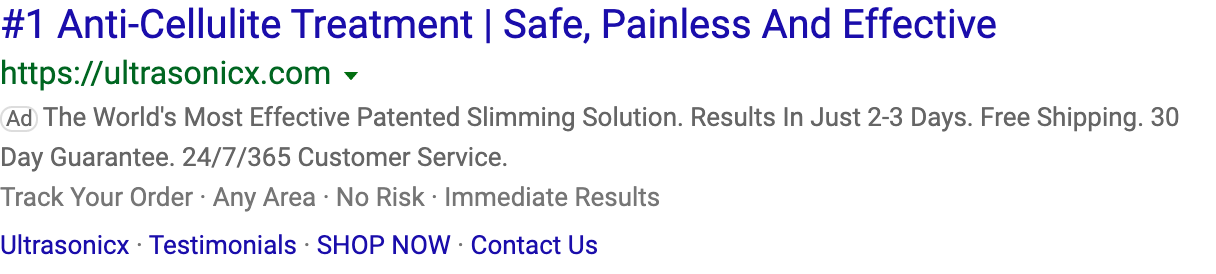 #1 Anti-Cellulite Treatment | Safe, Painless And Effective
https://ultrasonicx.com
Ad The World's Most Effective Patented Slimming Solution. Results In Just 2-3 Days. Free Shipping. 30
Day Guarantee. 24/7/365 Customer Service.
Track Your Order · Any Area · No Risk · Immediate Results
Ultrasonicx · Testimonials · SHOP NOW · Contact Us